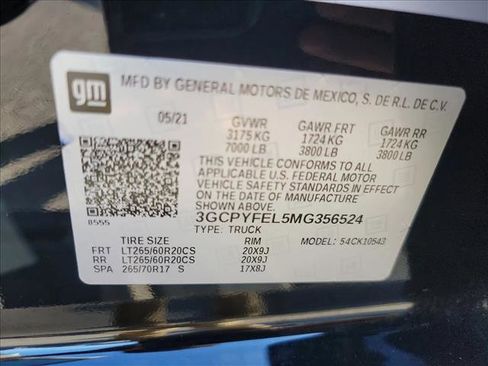 gm
MFD BY GENERAL MOTORS DE MEXICO, S. DE R.L. DE C.V.
05/21 GVWR GAWR FRT GAWR RR
3175 KG 1724 KG 1724 KG
7000 LB 3800 LB 3800 LB
THIS VEHICLE CONFORMS TO ALL
APPLICABLE U.S. FEDERAL MOTOR
VEHICLE SAFETY STANDARDS IN EFFECT
ON THE DATE OF MANUFACTURE
SHOWN ABOVE.
8555 3GCPYFEL5MG356524
TYPE: TRUCK
TIRE SIZE RIM MODEL: 54CK10543
FRT LT265/60R20CS 20X9J
RR LT265/60R20CS 20X9J
SPA 265/70R17 S 17X8J